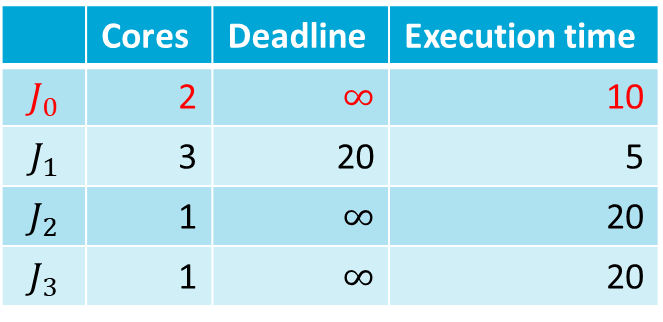 Cores Deadline Execution time
J₀ 2 ∞ 10
J₁ 3 20 5
J₂ 1 ∞ 20
J₃ 1 ∞ 20